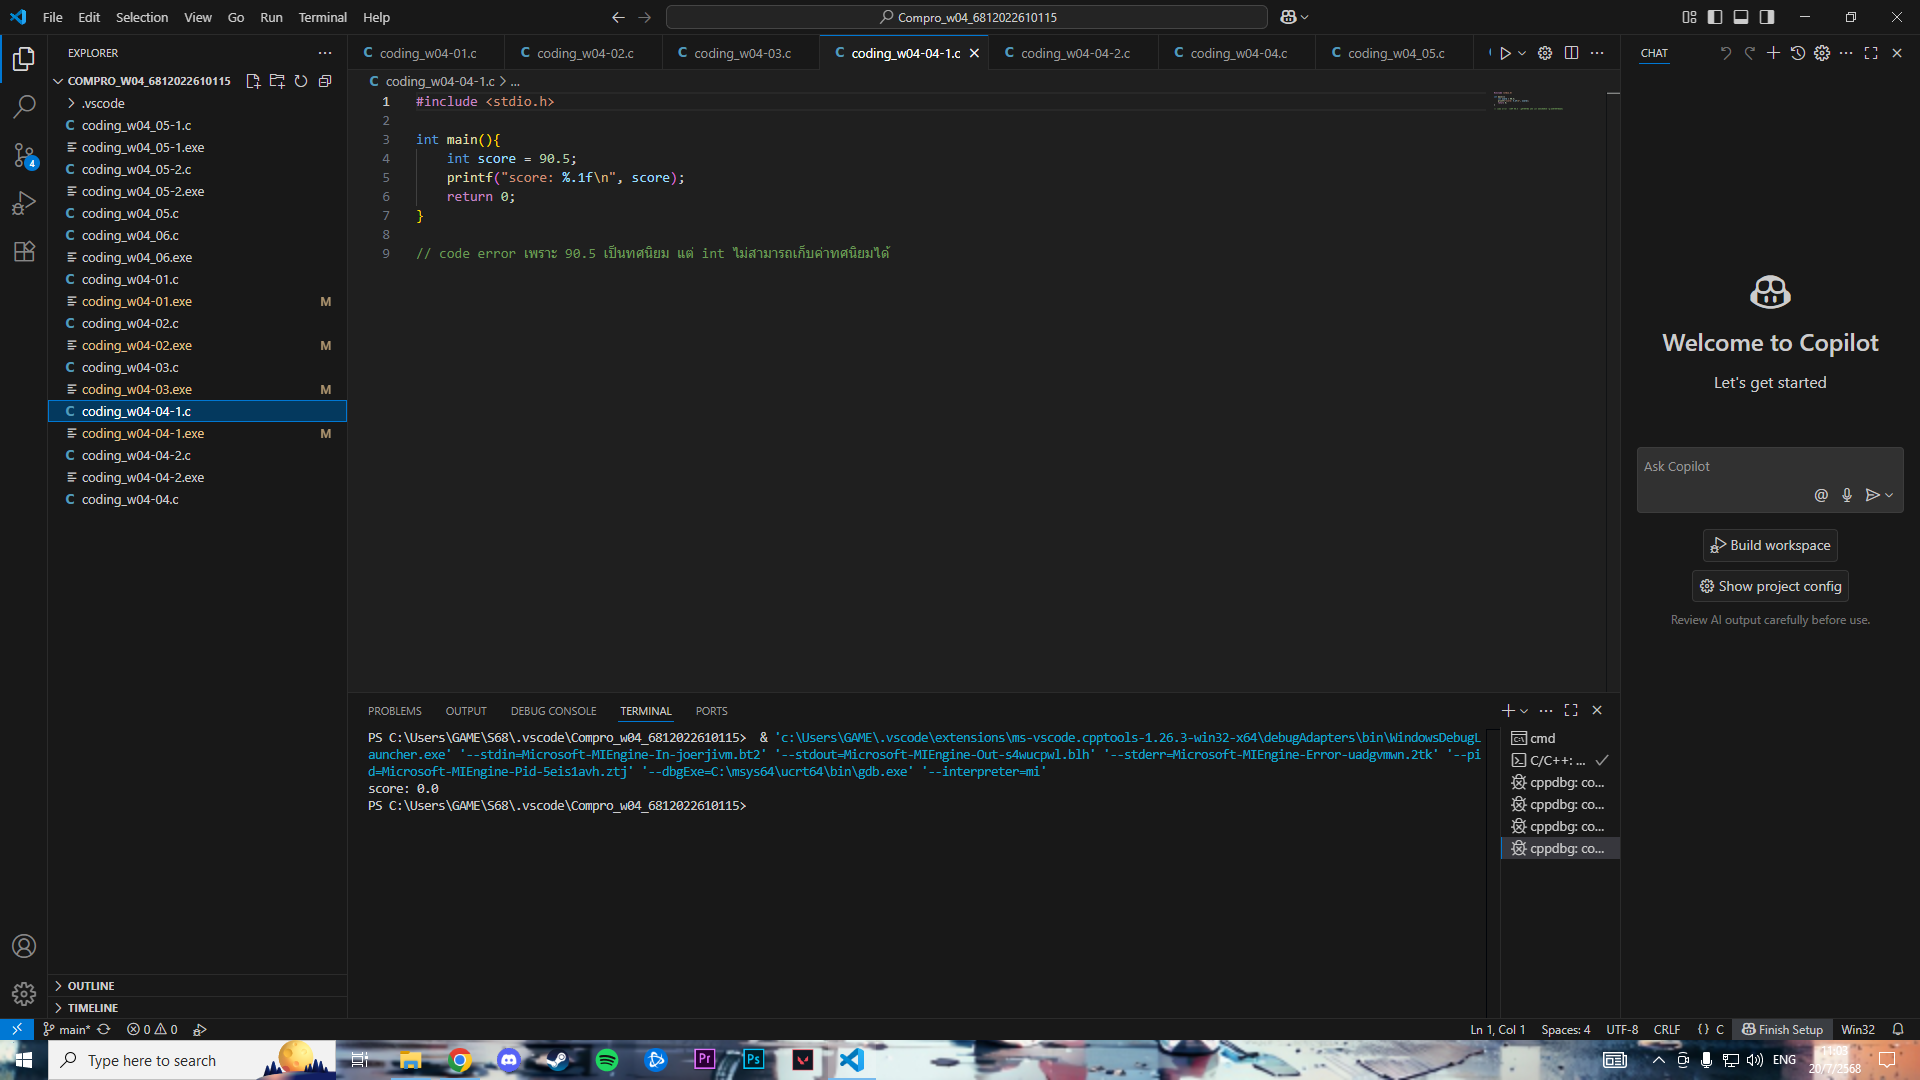 File Edit Selection View Go Run Terminal Help
Compro_w04_6812022610115
EXPLORER
COMPRO_W04_6812022610115
.vscode
C coding_w04_05-1.c
coding_w04_05-1.exe
C coding_w04_05-2.c
coding_w04_05-2.exe
C coding_w04_05.c
C coding_w04_06.c
coding_w04_06.exe
C coding_w04-01.c
coding_w04-01.exe M
C coding_w04-02.c
coding_w04-02.exe M
C coding_w04-03.c
coding_w04-03.exe M
C coding_w04-04-1.c
coding_w04-04-1.exe M
C coding_w04-04-2.c
coding_w04-04-2.exe
C coding_w04-04.c
OUTLINE
TIMELINE
4
C coding_w04-01.c C coding_w04-02.c C coding_w04-03.c C coding_w04-04-1.c C coding_w04-04-2.c C coding_w04-04.c C coding_w04_05.c
C coding_w04-04-1.c > ...
1 #include <stdio.h>
2
3 int main(){
4 int score = 90.5;
5 printf("score: %.1f\n", score);
6 return 0;
7 }
8
9 // code error เพราะ 90.5 เป็นทศนิยม แต่ int ไม่สามารถเก็บค่าทศนิยมได้
PROBLEMS OUTPUT DEBUG CONSOLE TERMINAL PORTS
PS C:\Users\GAME\S68\.vscode\Compro_w04_6812022610115> & 'c:\Users\GAME\.vscode\extensions\ms-vscode.cpptools-1.26.3-win32-x64\debugAdapters\bin\WindowsDebugL
auncher.exe' '--stdin=Microsoft-MIEngine-In-joerjivm.bt2' '--stdout=Microsoft-MIEngine-Out-s4wucpwl.blh' '--stderr=Microsoft-MIEngine-Error-uadgvmwn.2tk' '--pi
d=Microsoft-MIEngine-Pid-5eis1avh.ztj' '--dbgExe=C:\msys64\ucrt64\bin\gdb.exe' '--interpreter=mi'
score: 0.0
PS C:\Users\GAME\S68\.vscode\Compro_w04_6812022610115>
cmd
C/C++: ...
cppdbg: co...
cppdbg: co...
cppdbg: co...
cppdbg: co...
CHAT
Welcome to Copilot
Let's get started
Ask Copilot
@
Build workspace
Show project config
Review AI output carefully before use.
main* 0 0
Ln 1, Col 1 Spaces: 4 UTF-8 CRLF {} C Finish Setup Win32
Type here to search
Pr Ps
ENG
11:03
20/7/2568